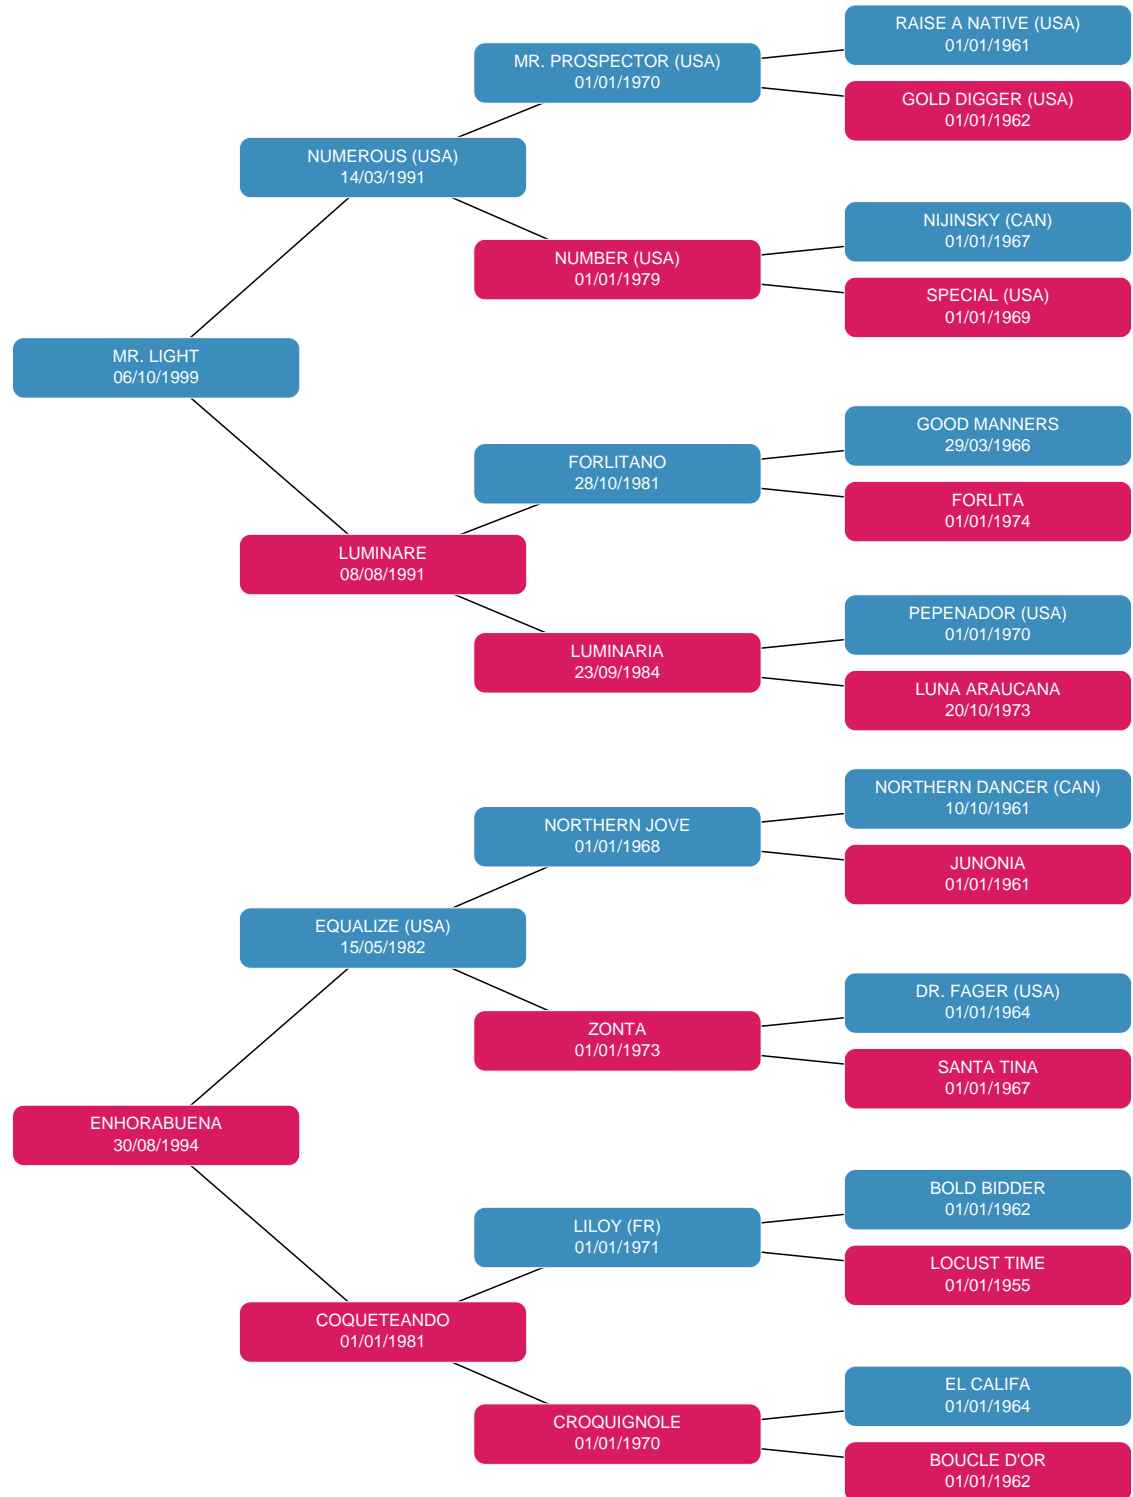 RAISE A NATIVE (USA)
01/01/1961
MR. PROSPECTOR (USA)
01/01/1970
GOLD DIGGER (USA)
01/01/1962
NUMEROUS (USA)
14/03/1991
NIJINSKY (CAN)
01/01/1967
NUMBER (USA)
01/01/1979
SPECIAL (USA)
01/01/1969
MR. LIGHT
06/10/1999
GOOD MANNERS
29/03/1966
FORLITANO
28/10/1981
FORLITA
01/01/1974
LUMINARE
08/08/1991
PEPENADOR (USA)
01/01/1970
LUMINARIA
23/09/1984
LUNA ARAUCANA
20/10/1973
NORTHERN DANCER (CAN)
10/10/1961
NORTHERN JOVE
01/01/1968
JUNONIA
01/01/1961
EQUALIZE (USA)
15/05/1982
DR. FAGER (USA)
01/01/1964
ZONTA
01/01/1973
SANTA TINA
01/01/1967
ENHORABUENA
30/08/1994
BOLD BIDDER
01/01/1962
LILOY (FR)
01/01/1971
LOCUST TIME
01/01/1955
COQUETEANDO
01/01/1981
EL CALIFA
01/01/1964
CROQUIGNOLE
01/01/1970
BOUCLE D'OR
01/01/1962